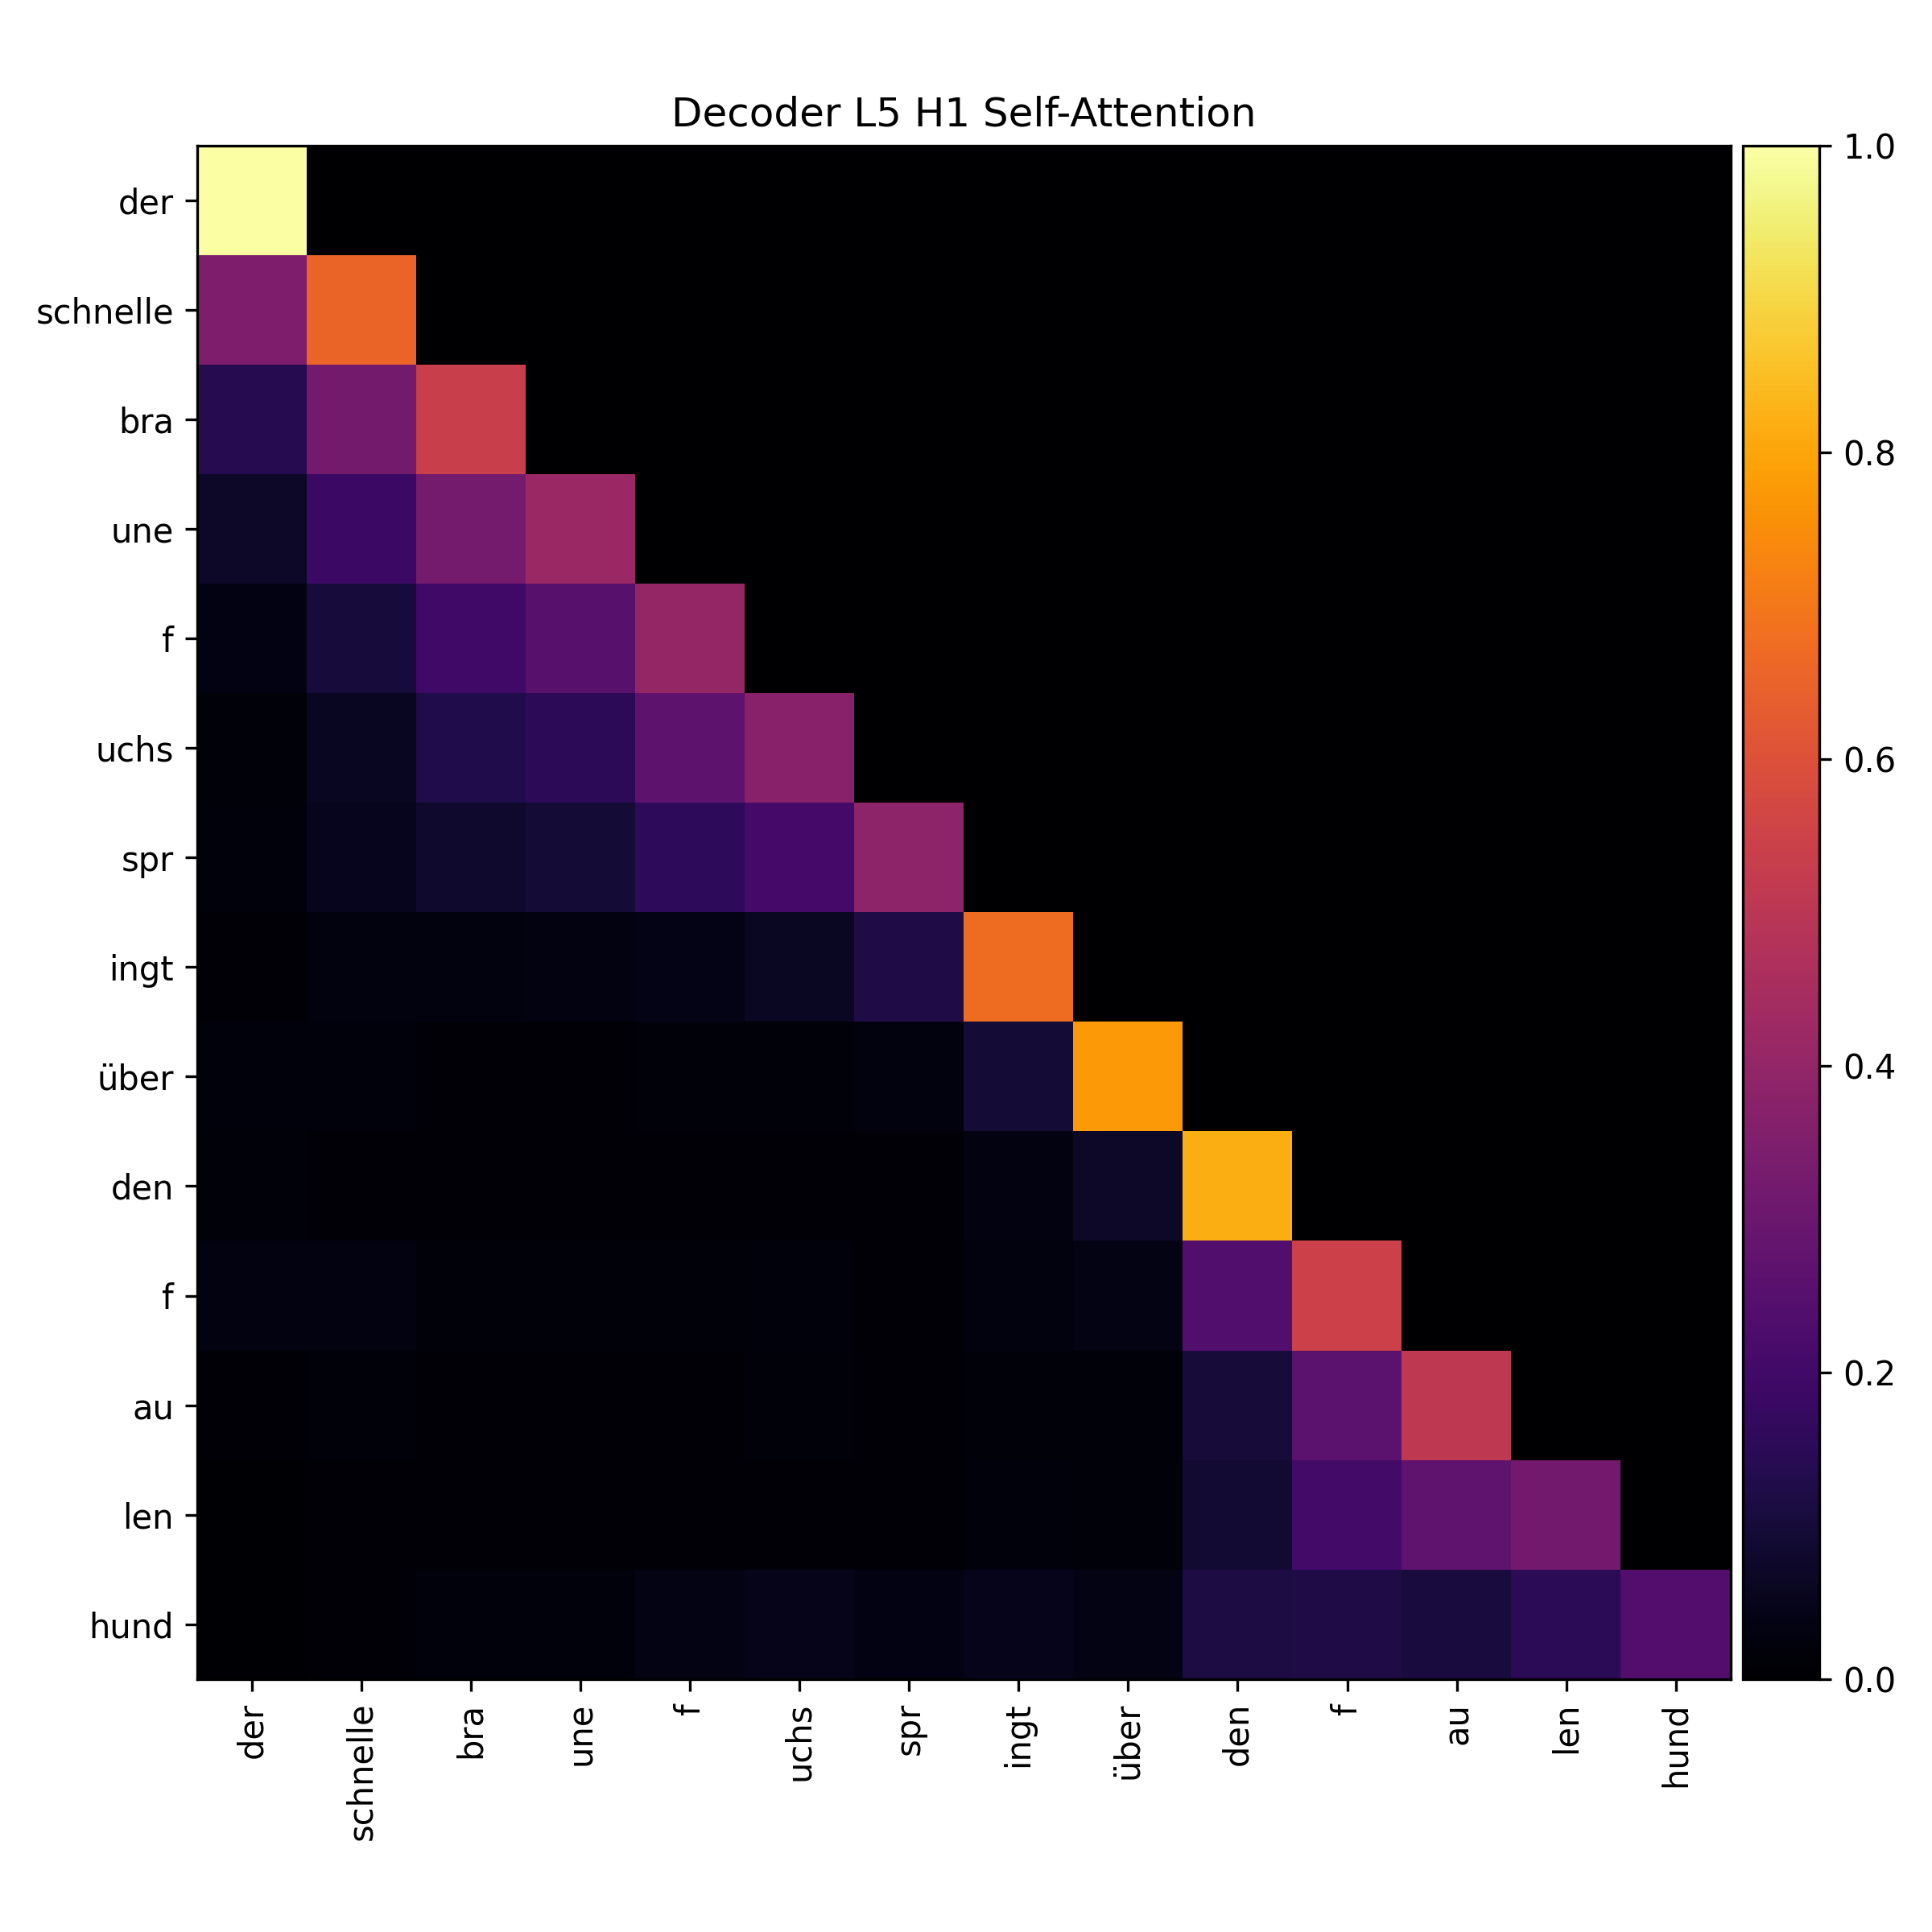 Decoder L5 H1 Self-Attention
der
schnelle
bra
une
f
uchs
spr
ingt
über
den
f
au
len
hund
der
schnelle
bra
une
f
uchs
spr
ingt
über
den
f
au
len
hund
1.0
0.8
0.6
0.4
0.2
0.0